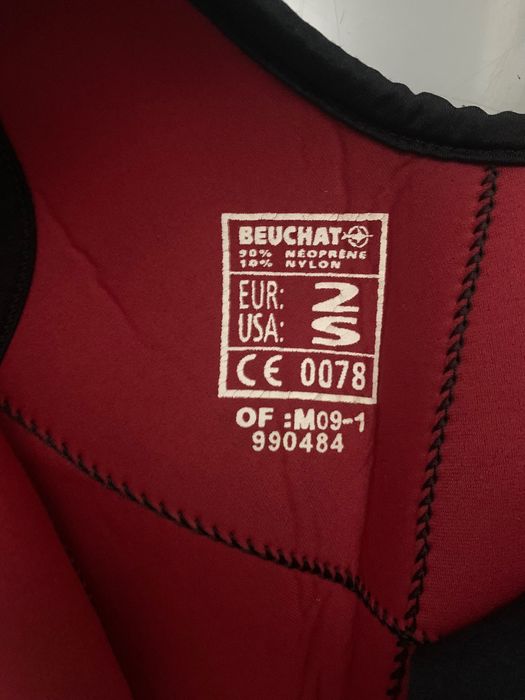 BEUCHAT
90% NÉOPRÈNE
10% NYLON
EUR: 2
USA: S
CE 0078
OF :M09-1
990484